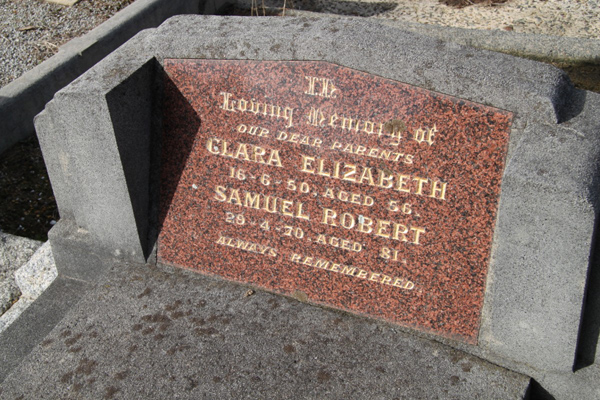 In
Loving Memory of
OUR DEAR PARENTS
CLARA ELIZABETH
16-6-50, AGED 56.
SAMUEL ROBERT
29-4-70, AGED 81.
ALWAYS REMEMBERED.